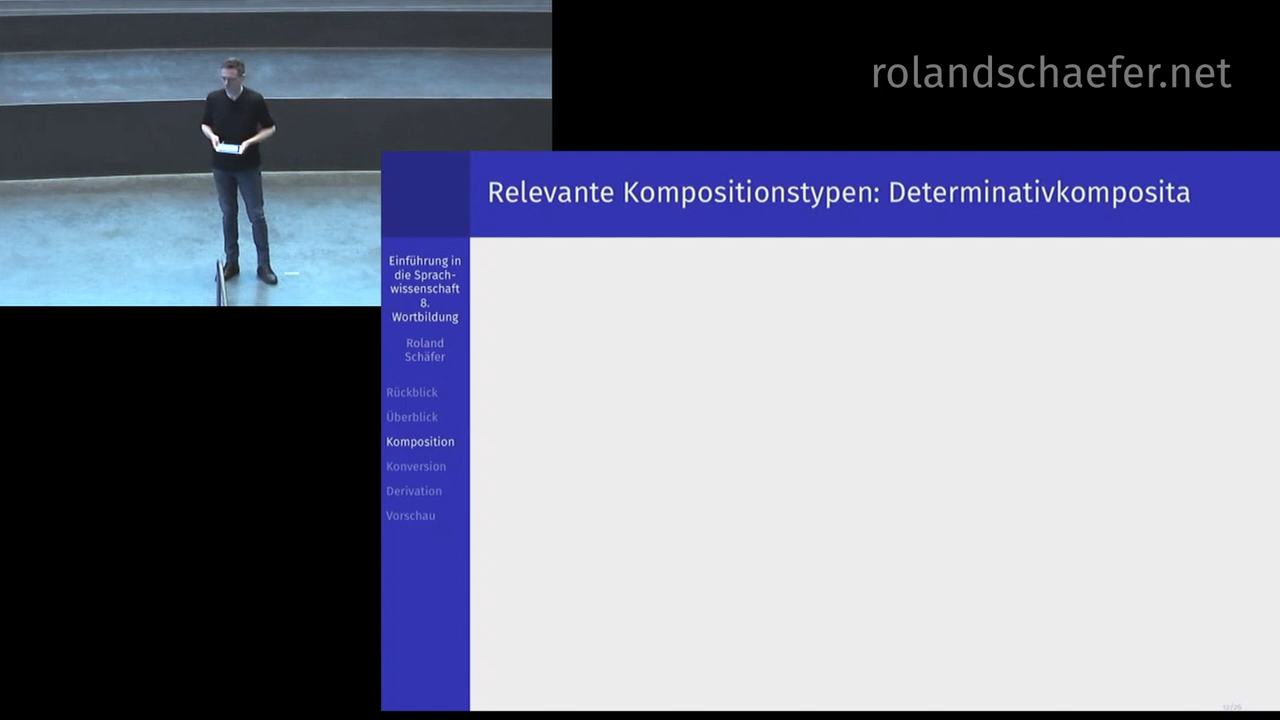 rolandschaefer.net
Relevante Kompositionstypen: Determinativkomposita
Einführung in
die Sprach-
wissenschaft
8.
Wortbildung
Roland
Schäfer
Rückblick
Überblick
Komposition
Konversion
Derivation
Vorschau